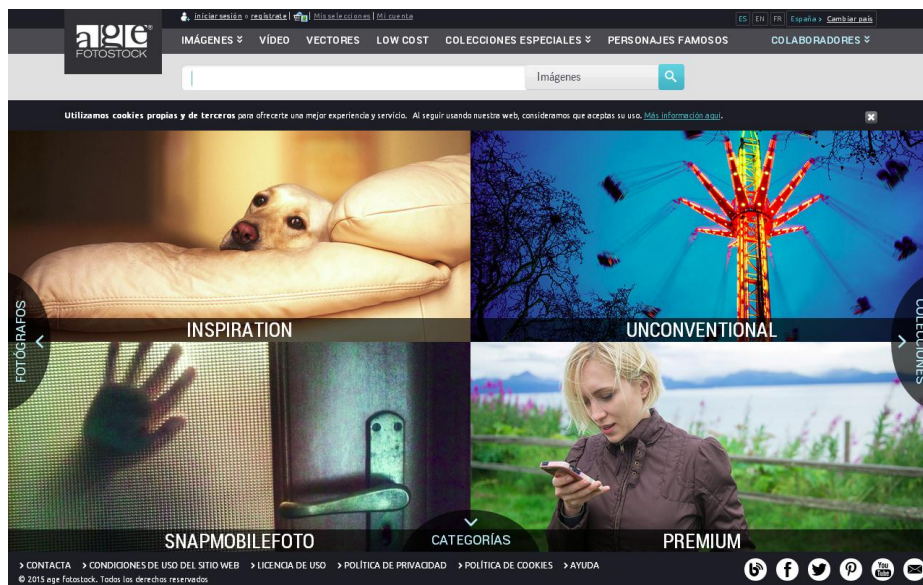 iniciar sesión o regístrate | Mis selecciones | Mi cuenta
ES EN FR España > Cambiar país
age
FOTOSTOCK
IMÁGENES VÍDEO VECTORES LOW COST COLECCIONES ESPECIALES PERSONAJES FAMOSOS COLABORADORES
Imágenes
Utilizamos cookies propias y de terceros para ofrecerte una mejor experiencia y servicio. Al seguir usando nuestra web, consideramos que aceptas su uso. Más información aquí.
INSPIRATION
UNCONVENTIONAL
FOTÓGRAFOS
COLECCIONES
SNAPMOBILEFOTO
CATEGORÍAS
PREMIUM
> CONTACTA > CONDICIONES DE USO DEL SITIO WEB > LICENCIA DE USO > POLÍTICA DE PRIVACIDAD > POLÍTICA DE COOKIES > AYUDA
You Tube
© 2015 age fotostock. Todos los derechos reservados